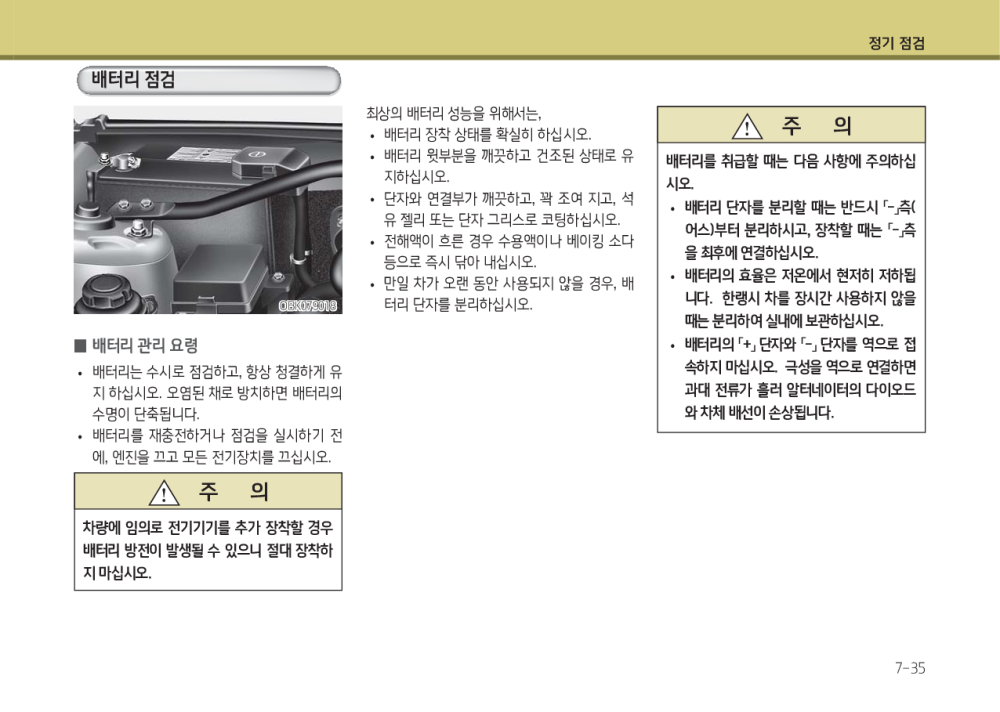 정기 점검
배터리 점검
OEK079018
■ 배터리 관리 요령
• 배터리는 수시로 점검하고, 항상 청결하게 유
지 하십시오. 오염된 채로 방치하면 배터리의
수명이 단축됩니다.
• 배터리를 재충전하거나 점검을 실시하기 전
에, 엔진을 끄고 모든 전기장치를 끄십시오.
주 의
차량에 임의로 전기기기를 추가 장착할 경우
배터리 방전이 발생될 수 있으니 절대 장착하
지 마십시오.
최상의 배터리 성능을 위해서는,
• 배터리 장착 상태를 확실히 하십시오.
• 배터리 윗부분을 깨끗하고 건조된 상태로 유
지하십시오.
• 단자와 연결부가 깨끗하고, 꽉 조여 지고, 석
유 젤리 또는 단자 그리스로 코팅하십시오.
• 전해액이 흐른 경우 수용액이나 베이킹 소다
등으로 즉시 닦아 내십시오.
• 만일 차가 오랜 동안 사용되지 않을 경우, 배
터리 단자를 분리하십시오.
주 의
배터리를 취급할 때는 다음 사항에 주의하십
시오.
• 배터리 단자를 분리할 때는 반드시 「-」측(
어스)부터 분리하시고, 장착할 때는 「-」측
을 최후에 연결하십시오.
• 배터리의 효율은 저온에서 현저히 저하됩
니다. 한랭시 차를 장시간 사용하지 않을
때는 분리하여 실내에 보관하십시오.
• 배터리의 「+」 단자와 「-」 단자를 역으로 접
속하지 마십시오. 극성을 역으로 연결하면
과대 전류가 흘러 알터네이터의 다이오드
와 차체 배선이 손상됩니다.
7-35